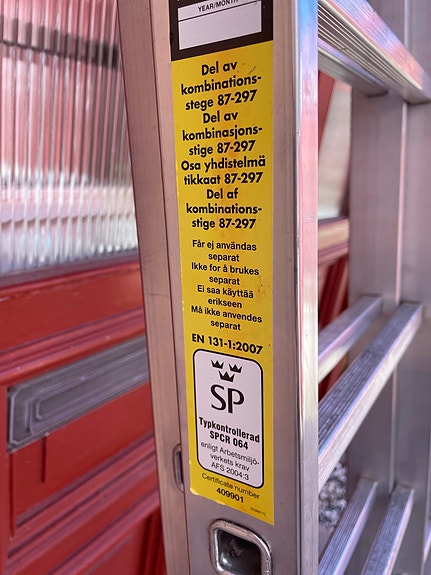 YEAR/MONTH
Del av
kombinations-
stege 87-297
Del av
kombinasjons-
stige 87-297
Osa yhdistelmä
tikkaat 87-297
Del af
kombinations-
stige 87-297
Får ej användas
separat
Ikke for å brukes
separat
Ei saa käyttää
erikseen
Må ikke anvendes
separat
EN 131-1:2007
SP
Typkontrollerad
SPCR 064
enligt Arbetsmiljö-
verkets krav
AFS 2004:3
Certificate number
409901